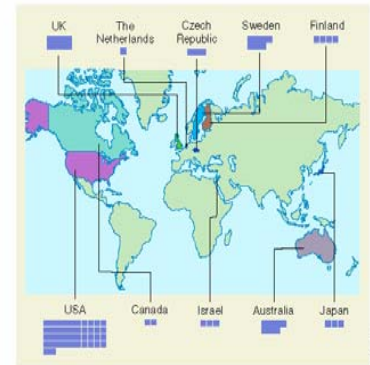 UK
The
Netherlands
Czech
Republic
Sweden
Finland
USA
Canada
Israel
Australia
Japan